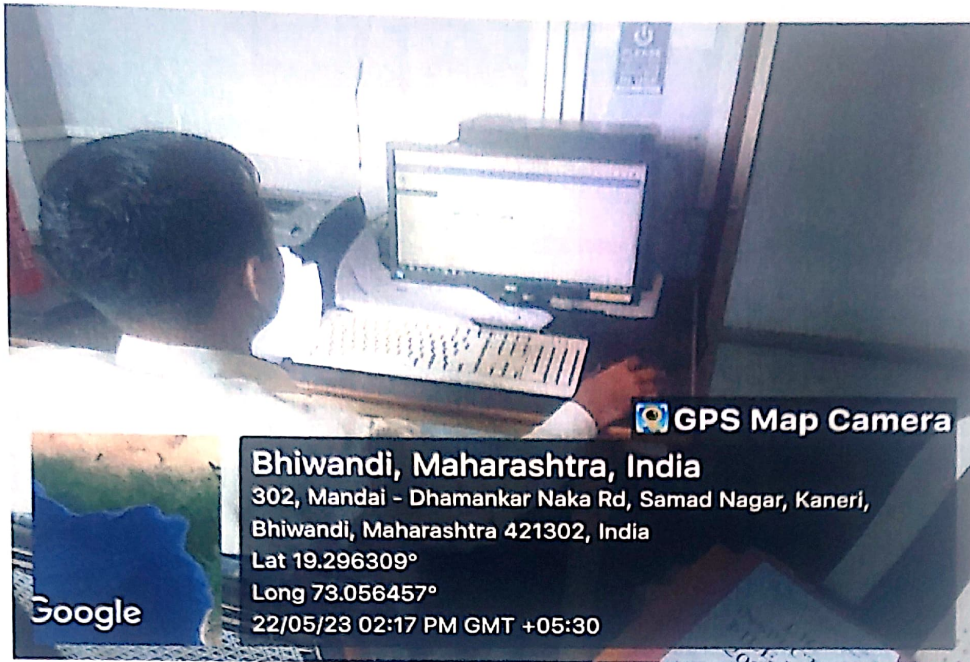 PLEASE
GPS Map Camera
Bhiwandi, Maharashtra, India
302, Mandai - Dhamankar Naka Rd, Samad Nagar, Kaneri,
Bhiwandi, Maharashtra 421302, India
Lat 19.296309°
Long 73.056457°
22/05/23 02:17 PM GMT +05:30
Google